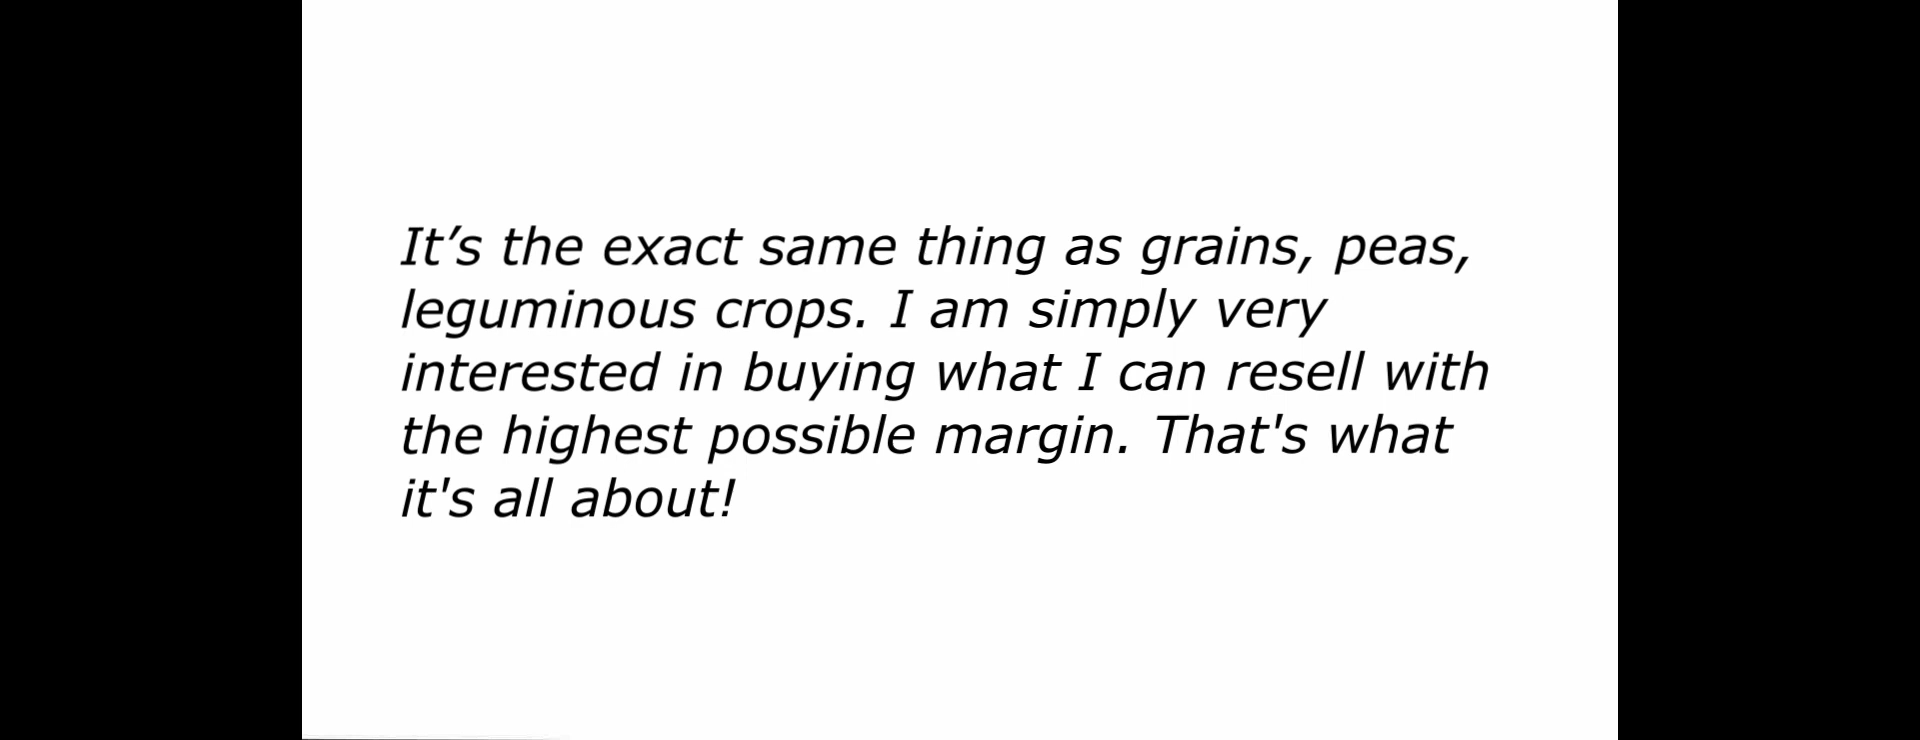 It’s the exact same thing as grains, peas,
leguminous crops. I am simply very
interested in buying what I can resell with
the highest possible margin. That's what
it's all about!